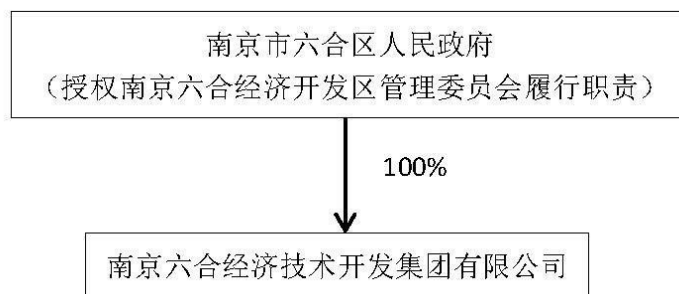 南京市六合区人民政府
（授权南京六合经济开发区管理委员会履行职责）
100%
南京六合经济技术开发集团有限公司